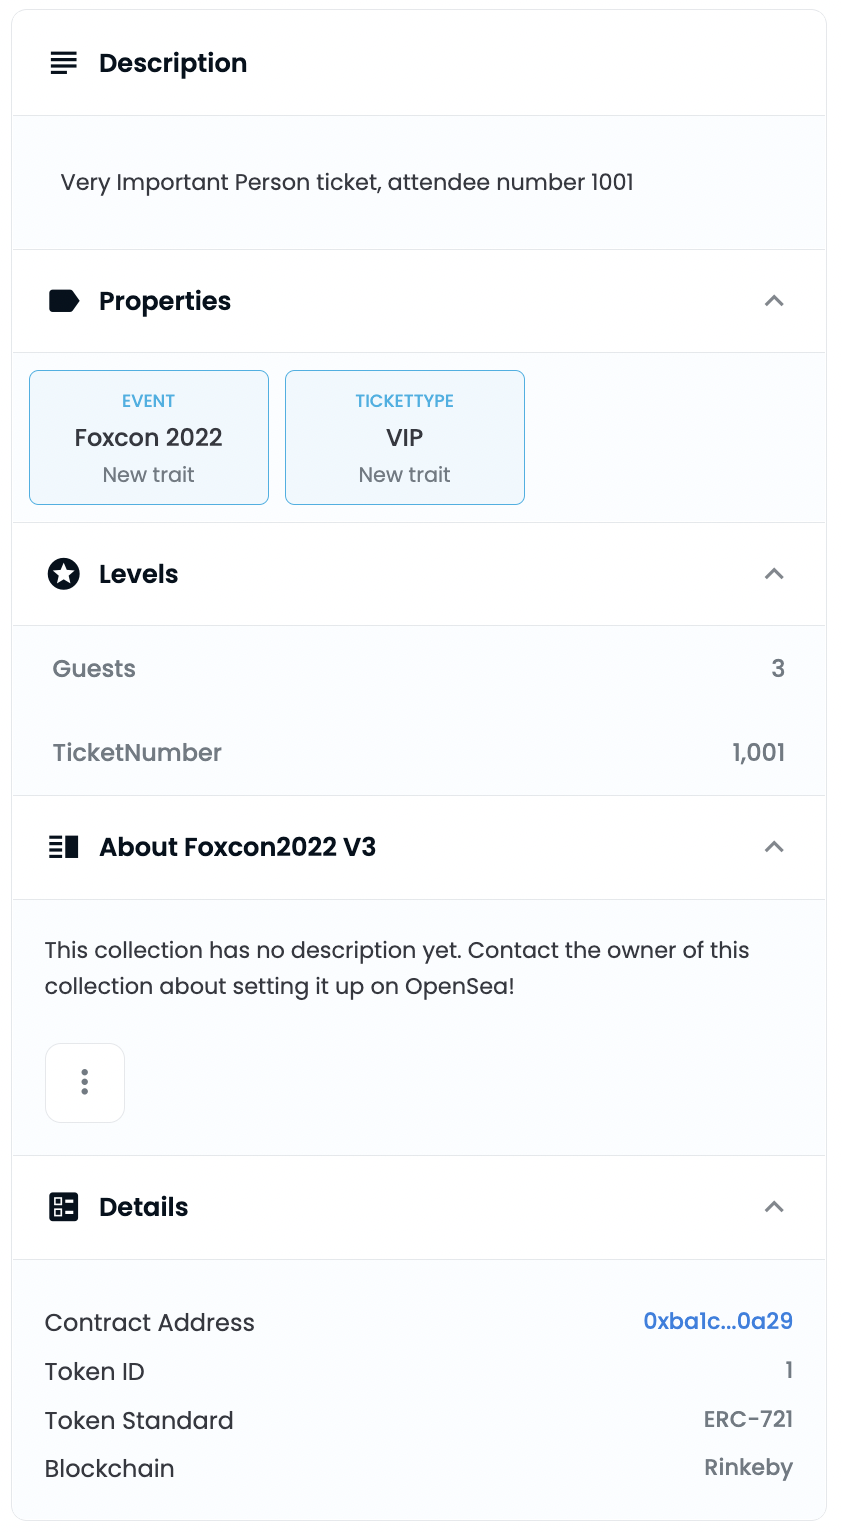 Description
Very Important Person ticket, attendee number 1001
Properties
EVENT
Foxcon 2022
New trait
TICKETTYPE
VIP
New trait
Levels
Guests 3
TicketNumber 1,001
About Foxcon2022 V3
This collection has no description yet. Contact the owner of this
collection about setting it up on OpenSea!
Details
Contract Address 0xba1c...0a29
Token ID 1
Token Standard ERC-721
Blockchain Rinkeby